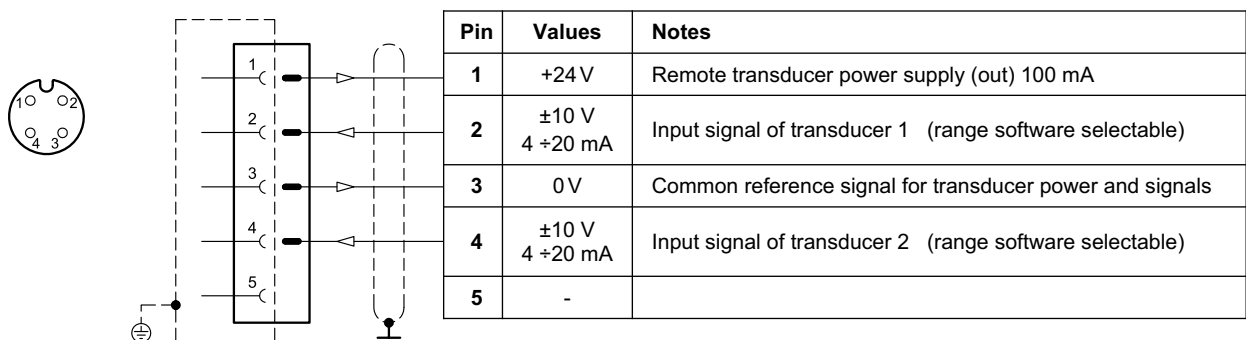 1 2
4 3
1
2
3
4
5
Pin Values Notes
1 +24 V Remote transducer power supply (out) 100 mA
2 ±10 V 4 ÷20 mA Input signal of transducer 1 (range software selectable)
3 0 V Common reference signal for transducer power and signals
4 ±10 V 4 ÷20 mA Input signal of transducer 2 (range software selectable)
5 -